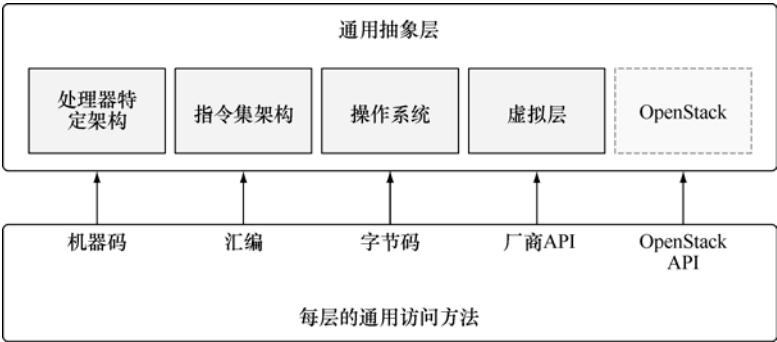 通用抽象层
处理器特
定架构
指令集架构
操作系统
虚拟层
OpenStack
机器码
汇编
字节码
厂商API
OpenStack
API
每层的通用访问方法